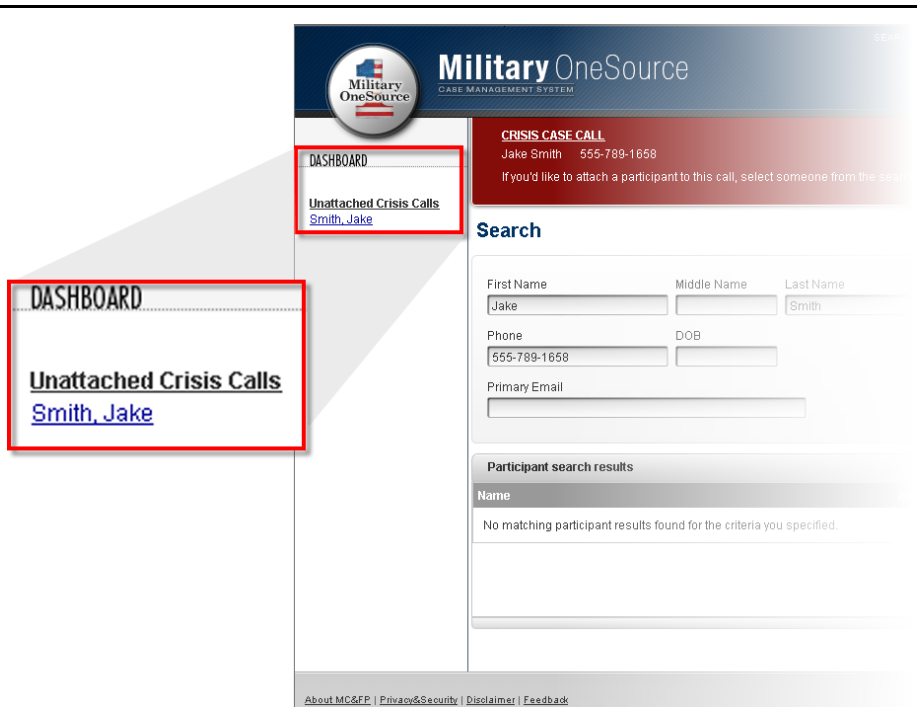 SEAR
Military OneSource
CASE MANAGEMENT SYSTEM
Military
OneSource
CRISIS CASE CALL
Jake Smith 555-789-1658
If you'd like to attach a participant to this call, select someone from the
DASHBOARD
Unattached Crisis Calls
Smith, Jake
Search
First Name Middle Name Last Name
Jake Smith
Phone DOB
555-789-1658
Primary Email
DASHBOARD
Unattached Crisis Calls
Smith, Jake
Participant search results
Name
No matching participant results found for the criteria you specified.
About MC&FP | Privacy&Security | Disclaimer | Feedback